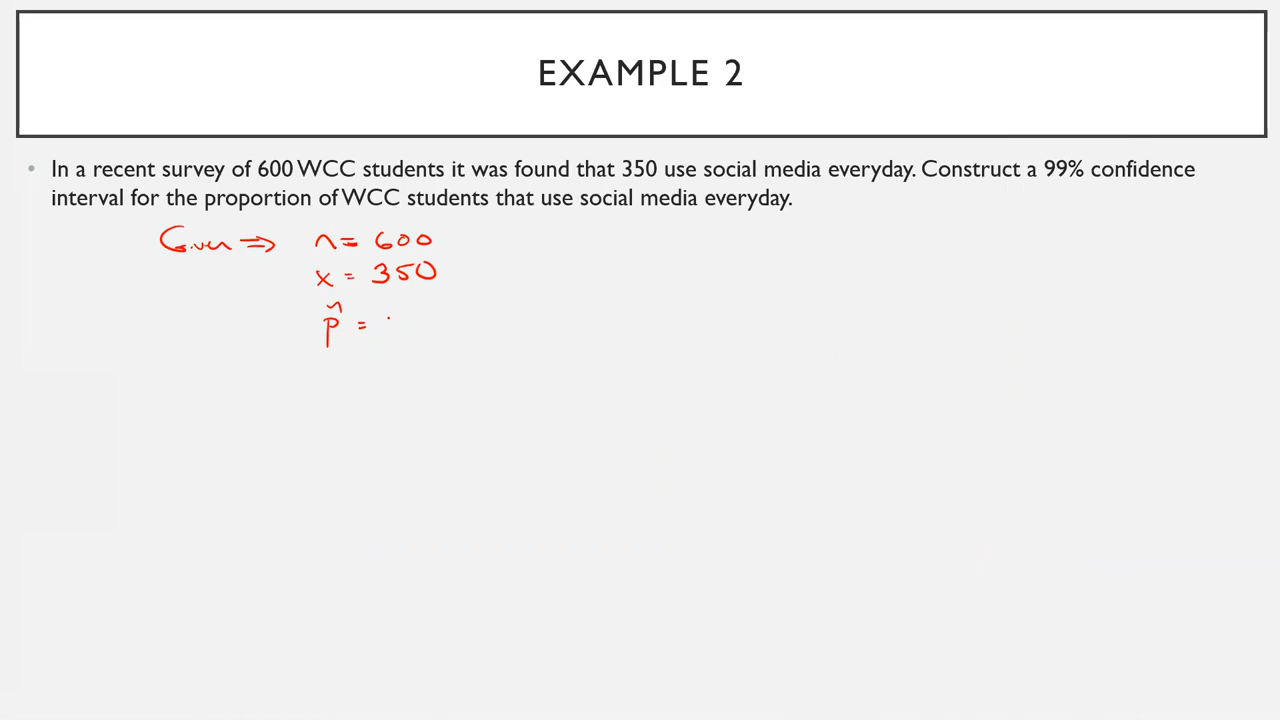 EXAMPLE 2
• In a recent survey of 600 WCC students it was found that 350 use social media everyday. Construct a 99% confidence
interval for the proportion of WCC students that use social media everyday.
Given ⇒ n = 600
x = 350
p̂ = .